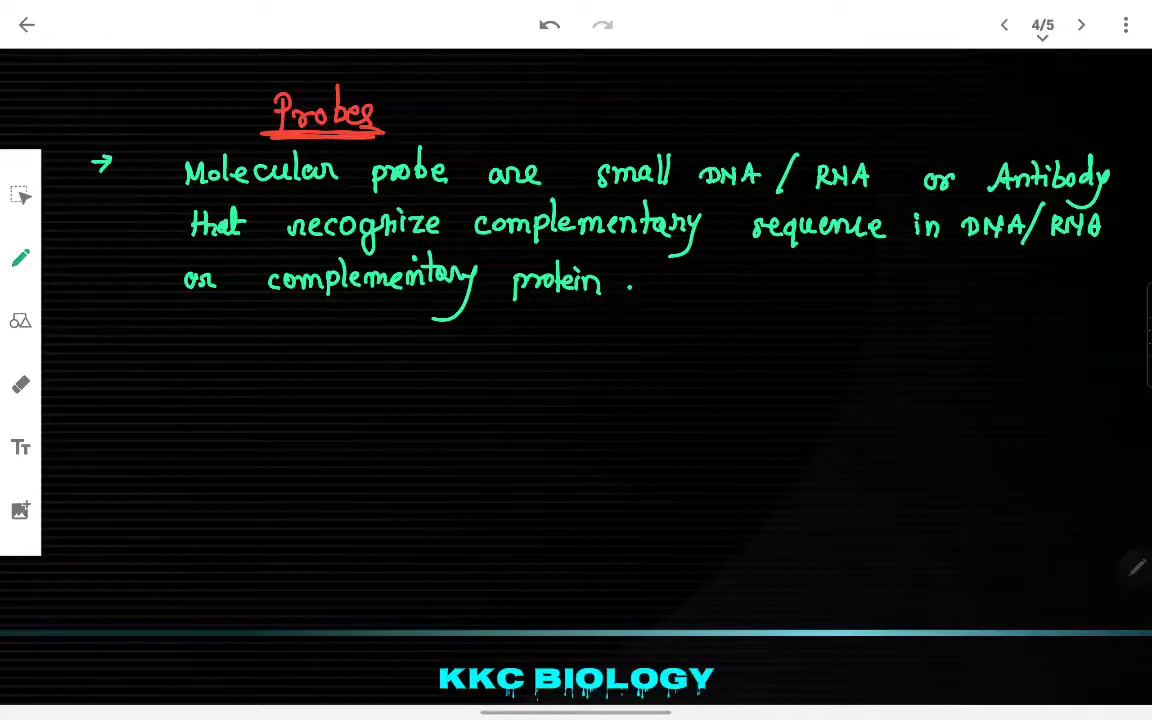 4/5
Probes
→ Molecular probe are small DNA / RNA or Antibody
that recognize complementary sequence in DNA/RNA
or complementary protein.
TT
KKC BIOLOGY